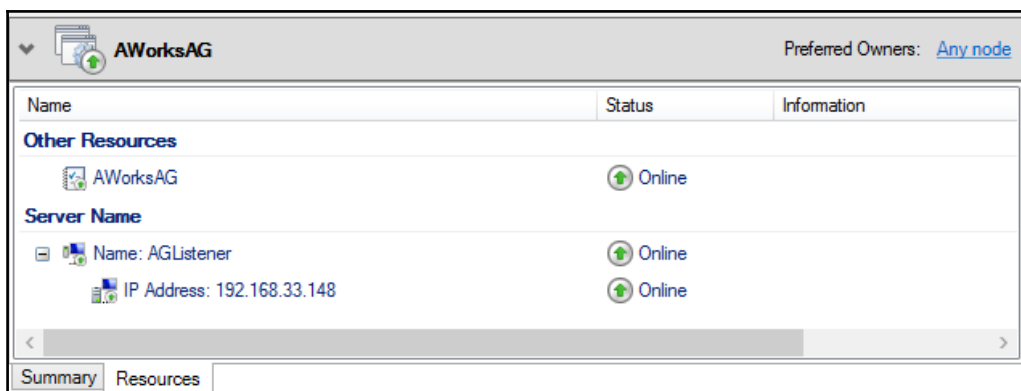 AWorksAG Preferred Owners: Any node
Name Status Information
Other Resources
AWorksAG Online
Server Name
Name: AGListener Online
IP Address: 192.168.33.148 Online
Summary Resources